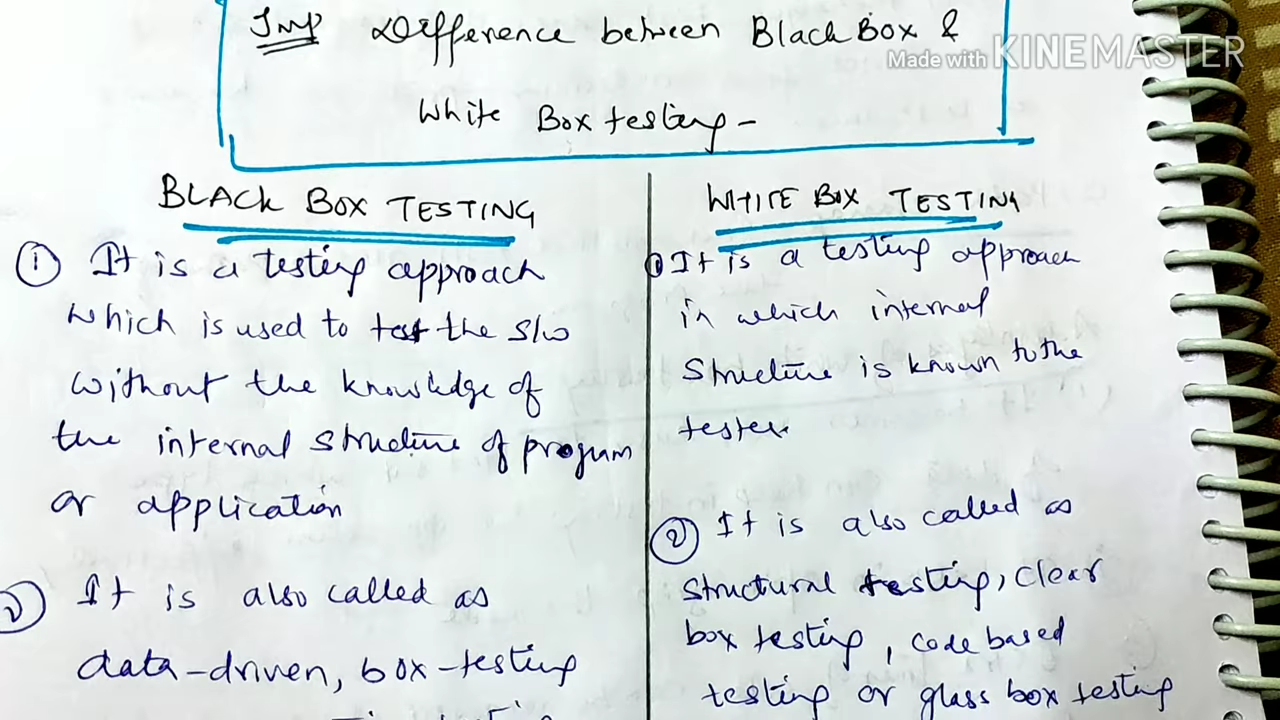 Imp Difference between Black Box &
Made with KINEMASTER
White Box testing -
BLACK BOX TESTING
① It is a testing approach
which is used to test the S/W
without the knowledge of
the internal structure of program
or application
② It is also called as
data-driven, box-testing
WHITE BOX TESTING
① It is a testing approach
in which internal
structure is known to the
tester
② It is also called as
structural testing, clear
box testing, code based
testing or glass box testing